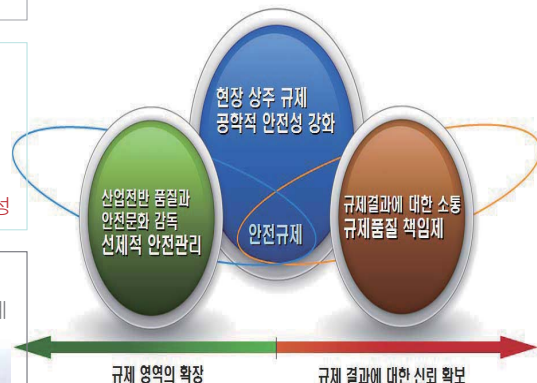 현장 상주 규제
공학적 안전성 강화
산업전반 품질과
안전문화 감독
선제적 안전관리
안전규제
규제결과에 대한 소통
규제품질 책임제
규제 영역의 확장
규제 결과에 대한 신뢰 확보